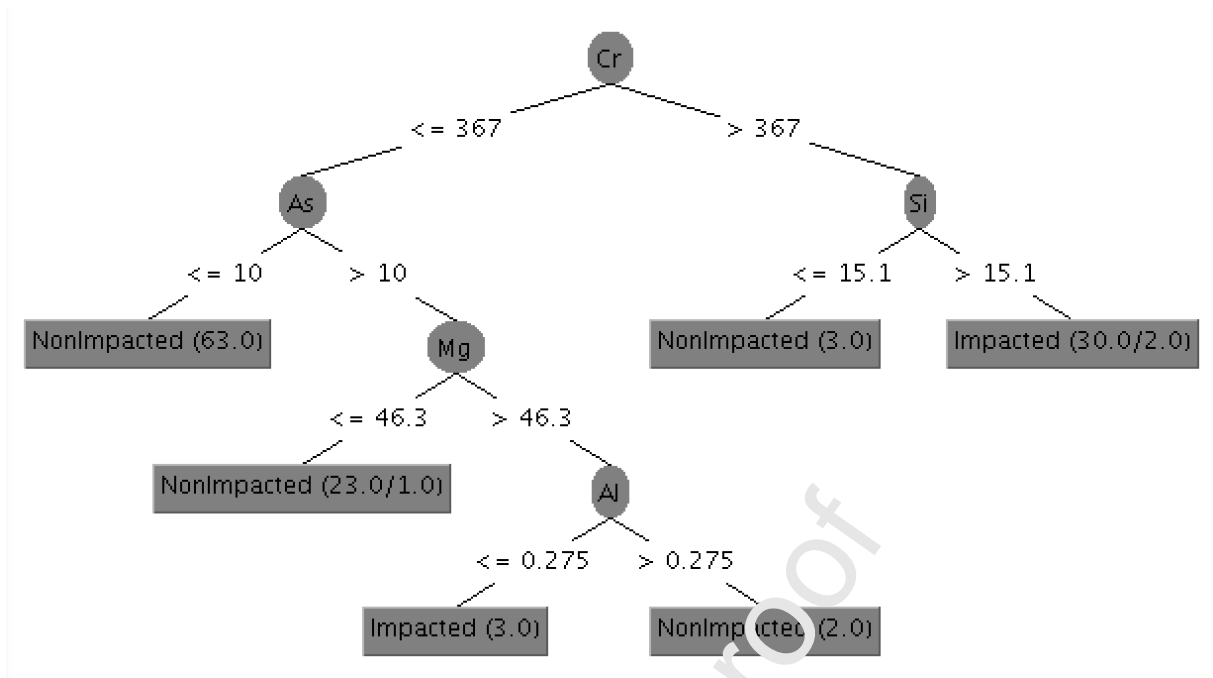 Cr
<= 367
> 367
As
Si
<= 10
> 10
<= 15.1
> 15.1
NonImpacted (63.0)
Mg
NonImpacted (3.0)
Impacted (30.0/2.0)
<= 46.3
> 46.3
NonImpacted (23.0/1.0)
Al
<= 0.275
> 0.275
Impacted (3.0)
NonImpacted (2.0)
roof